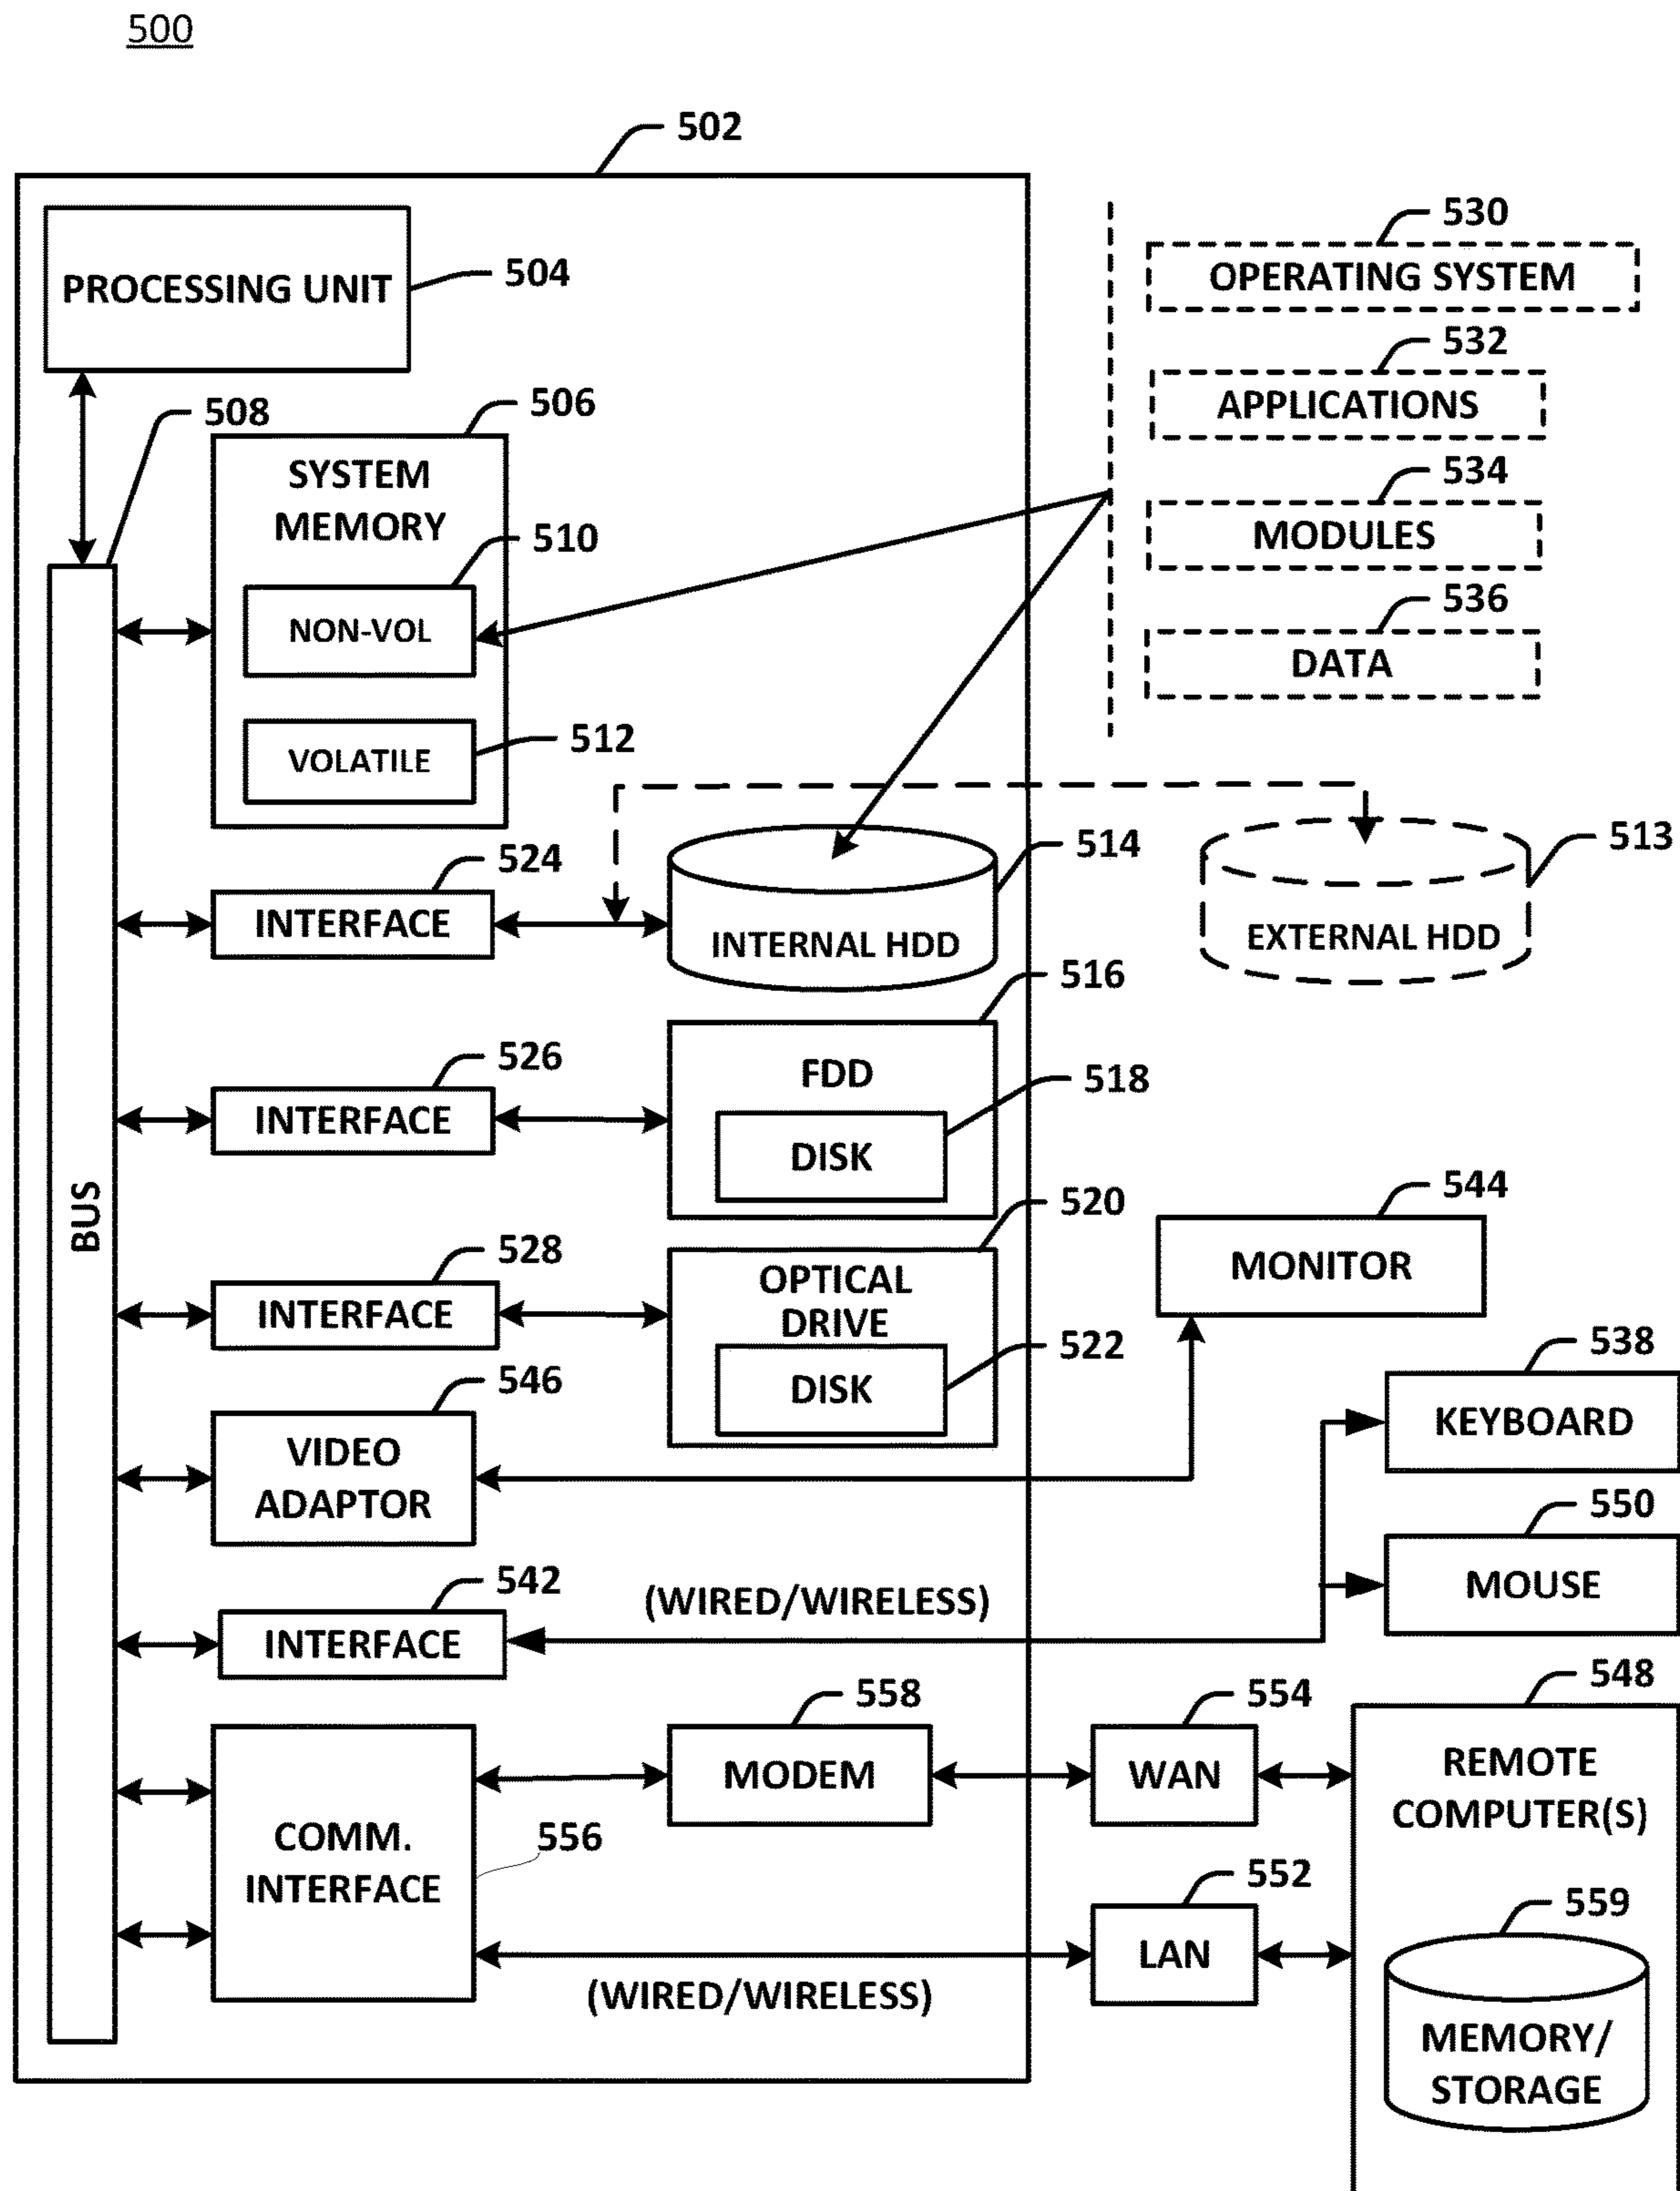 500
502
PROCESSING UNIT
504
530
OPERATING SYSTEM
532
APPLICATIONS
534
MODULES
536
DATA
508
506
SYSTEM
MEMORY
510
NON-VOL
512
VOLATILE
524
INTERFACE
514
INTERNAL HDD
513
EXTERNAL HDD
516
FDD
518
DISK
526
INTERFACE
BUS
520
OPTICAL
DRIVE
522
DISK
528
INTERFACE
544
MONITOR
538
KEYBOARD
546
VIDEO
ADAPTOR
550
MOUSE
542
INTERFACE
(WIRED/WIRELESS)
558
MODEM
554
WAN
548
REMOTE
COMPUTER(S)
COMM.
INTERFACE
556
552
LAN
(WIRED/WIRELESS)
559
MEMORY/
STORAGE